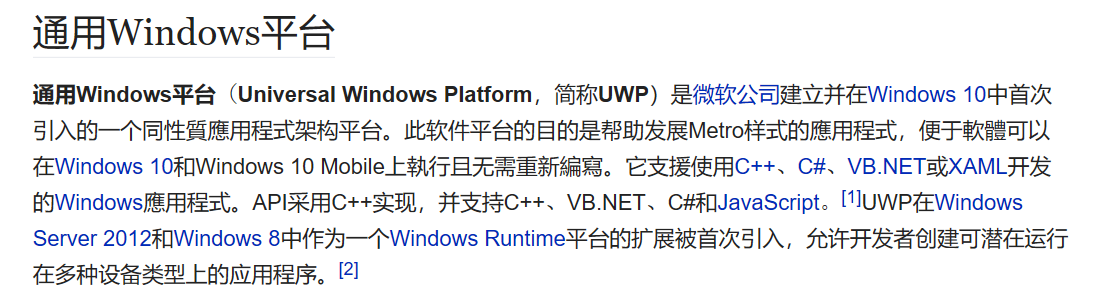 通用Windows平台
通用Windows平台（Universal Windows Platform，简称UWP）是微软公司建立并在Windows 10中首次
引入的一个同性質應用程式架构平台。此软件平台的目的是帮助发展Metro样式的應用程式，便于軟體可以
在Windows 10和Windows 10 Mobile上執行且无需重新編寫。它支援使用C++、C#、VB.NET或XAML开发
的Windows應用程式。API采用C++实现，并支持C++、VB.NET、C#和JavaScript。[1]UWP在Windows
Server 2012和Windows 8中作为一个Windows Runtime平台的扩展被首次引入，允许开发者创建可潜在运行
在多种设备类型上的应用程序。[2]